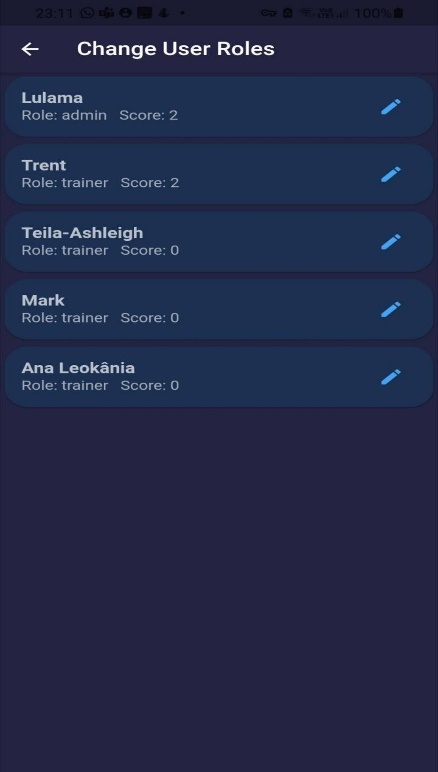 23:11 100%
Change User Roles
Lulama
Role: admin Score: 2
Trent
Role: trainer Score: 2
Teila-Ashleigh
Role: trainer Score: 0
Mark
Role: trainer Score: 0
Ana Leokânia
Role: trainer Score: 0